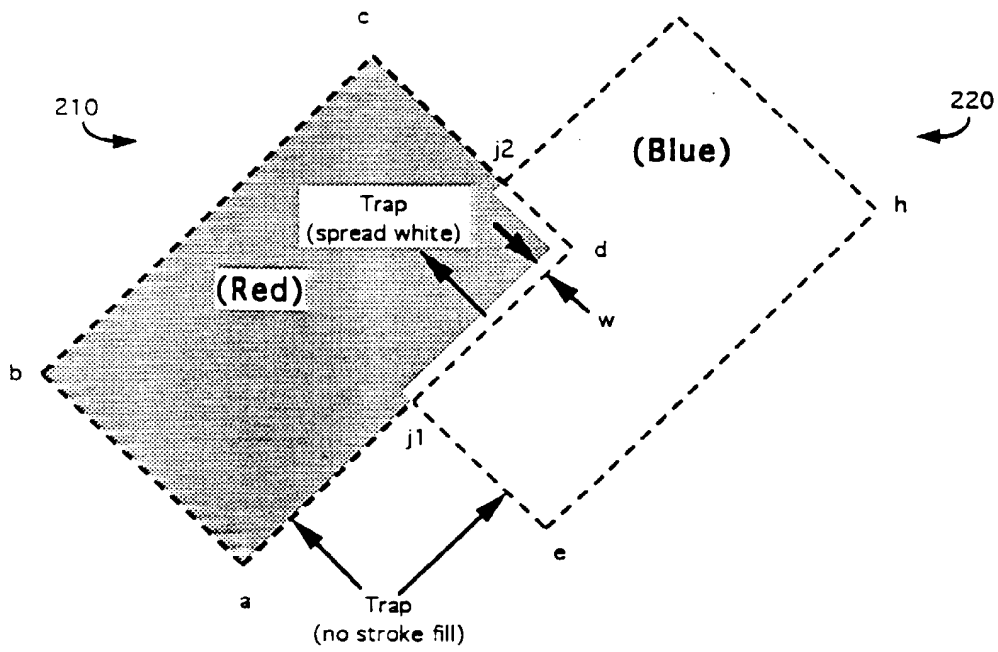 c
210
220
j2
(Blue)
Trap
(spread white)
h
d
(Red)
w
b
j1
e
a
Trap
(no stroke fill)